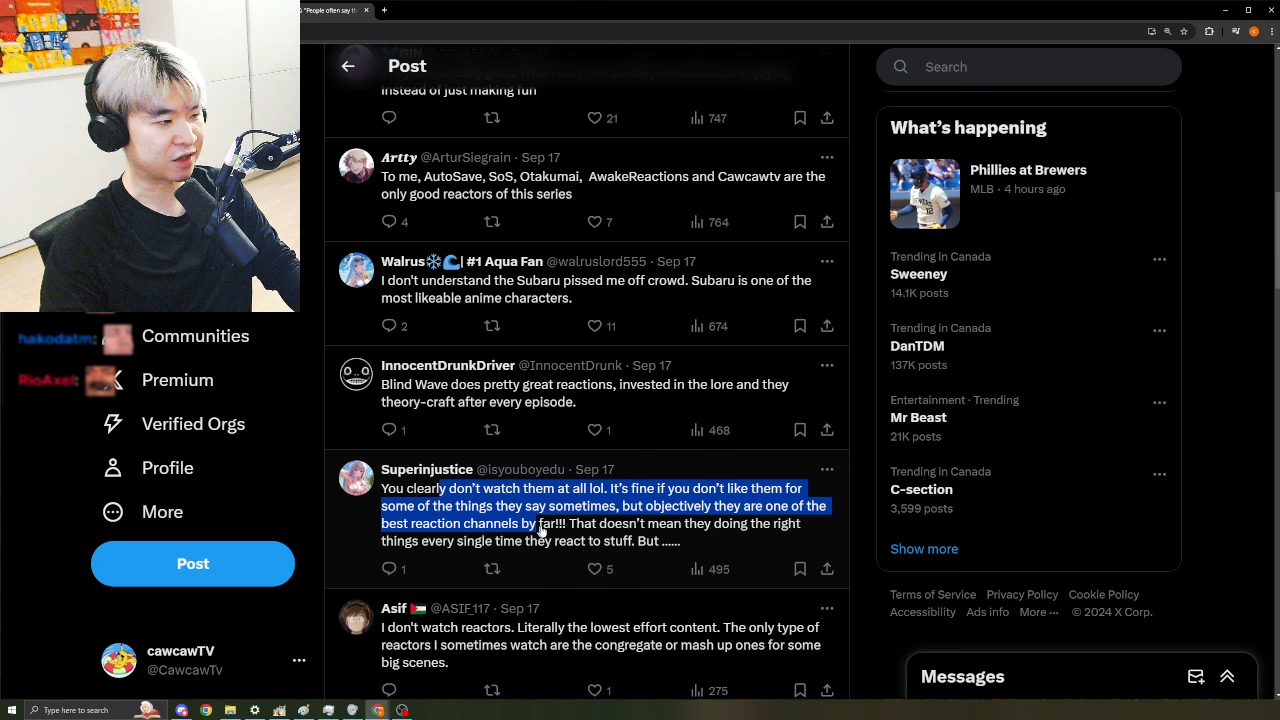 "People often say th
Post
Search
instead of just making fun
21
747
What's happening
Artty @ArturSiegrain · Sep 17
To me, AutoSave, SoS, Otakumai, AwakeReactions and Cawcawtv are the
only good reactors of this series
4
7
764
Phillies at Brewers
MLB · 4 hours ago
Walrus❄️🌊| #1 Aqua Fan @walruslord555 · Sep 17
I don't understand the Subaru pissed me off crowd. Subaru is one of the
most likeable anime characters.
2
11
674
Trending in Canada
Sweeney
14.1K posts
Trending in Canada
DanTDM
137K posts
hakodatm:
RioAxel:
Communities
Premium
Verified Orgs
Profile
More
Post
InnocentDrunkDriver @InnocentDrunk · Sep 17
Blind Wave does pretty great reactions, invested in the lore and they
theory-craft after every episode.
1
1
468
Entertainment · Trending
Mr Beast
21K posts
Trending in Canada
C-section
3,599 posts
Show more
Superinjustice @isyouboyedu · Sep 17
You clearly don't watch them at all lol. It's fine if you don't like them for
some of the things they say sometimes, but objectively they are one of the
best reaction channels by far!!! That doesn't mean they doing the right
things every single time they react to stuff. But ......
1
5
495
Terms of Service Privacy Policy Cookie Policy
Accessibility Ads info More ··· © 2024 X Corp.
Asif 🇵🇸 @ASIF_117 · Sep 17
I don't watch reactors. Literally the lowest effort content. The only type of
reactors I sometimes watch are the congregate or mash up ones for some
big scenes.
1
275
cawcawTV
@CawcawTv
Messages
Type here to search